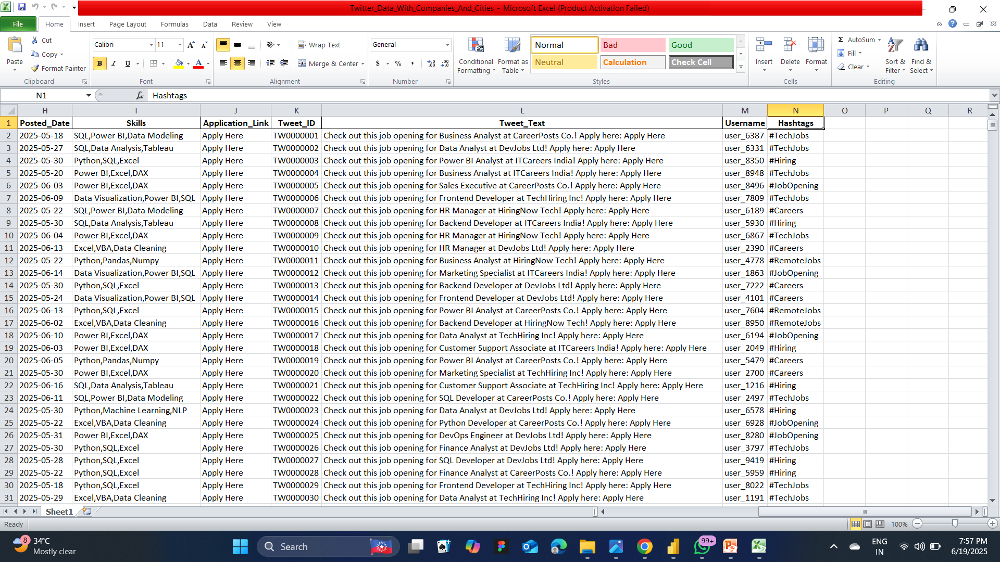 Twitter_Data_With_Companies_And_Cities - Microsoft Excel (Product Activation Failed)
File Home Insert Page Layout Formulas Data Review View
Cut
Copy
Format Painter
Paste
Clipboard
Calibri 11
B I U
Font
Wrap Text
Merge & Center
Alignment
General
$ % ,
Number
Conditional Formatting
Format as Table
Normal Bad Good
Neutral Calculation Check Cell
Styles
Insert Delete Format
Cells
Σ AutoSum
Fill
Clear
Sort & Filter
Find & Select
Editing
N1 fx Hashtags
H I J K L M N O P Q R
1 Posted_Date Skills Application_Link Tweet_ID Tweet_Text Username Hashtags
2 2025-05-18 SQL,Power BI,Data Modeling Apply Here TW0000001 Check out this job opening for Business Analyst at CareerPosts Co.! Apply here: Apply Here user_6387 #TechJobs
3 2025-05-27 SQL,Data Analysis,Tableau Apply Here TW0000002 Check out this job opening for Data Analyst at DevJobs Ltd! Apply here: Apply Here user_6331 #TechJobs
4 2025-05-30 Python,SQL,Excel Apply Here TW0000003 Check out this job opening for Power BI Analyst at ITCareers India! Apply here: Apply Here user_8350 #Hiring
5 2025-05-20 Power BI,Excel,DAX Apply Here TW0000004 Check out this job opening for Business Analyst at ITCareers India! Apply here: Apply Here user_8948 #TechJobs
6 2025-06-03 Power BI,Excel,DAX Apply Here TW0000005 Check out this job opening for Sales Executive at CareerPosts Co.! Apply here: Apply Here user_8496 #JobOpening
7 2025-06-09 Data Visualization,Power BI,SQL Apply Here TW0000006 Check out this job opening for Frontend Developer at TechHiring Inc! Apply here: Apply Here user_7809 #TechJobs
8 2025-05-22 SQL,Power BI,Data Modeling Apply Here TW0000007 Check out this job opening for HR Manager at HiringNow Tech! Apply here: Apply Here user_6189 #Careers
9 2025-05-30 SQL,Data Analysis,Tableau Apply Here TW0000008 Check out this job opening for Backend Developer at ITCareers India! Apply here: Apply Here user_5930 #Hiring
10 2025-06-04 Power BI,Excel,DAX Apply Here TW0000009 Check out this job opening for HR Manager at HiringNow Tech! Apply here: Apply Here user_6867 #TechJobs
11 2025-06-13 Excel,VBA,Data Cleaning Apply Here TW0000010 Check out this job opening for HR Manager at DevJobs Ltd! Apply here: Apply Here user_2390 #Careers
12 2025-05-22 Python,Pandas,Numpy Apply Here TW0000011 Check out this job opening for Business Analyst at HiringNow Tech! Apply here: Apply Here user_4778 #RemoteJobs
13 2025-06-14 Data Visualization,Power BI,SQL Apply Here TW0000012 Check out this job opening for Marketing Specialist at ITCareers India! Apply here: Apply Here user_1863 #JobOpening
14 2025-05-30 Python,SQL,Excel Apply Here TW0000013 Check out this job opening for Backend Developer at DevJobs Ltd! Apply here: Apply Here user_7222 #Careers
15 2025-05-24 Data Visualization,Power BI,SQL Apply Here TW0000014 Check out this job opening for Frontend Developer at DevJobs Ltd! Apply here: Apply Here user_4101 #Careers
16 2025-06-13 Python,SQL,Excel Apply Here TW0000015 Check out this job opening for Power BI Analyst at CareerPosts Co.! Apply here: Apply Here user_7604 #RemoteJobs
17 2025-06-02 Excel,VBA,Data Cleaning Apply Here TW0000016 Check out this job opening for Backend Developer at HiringNow Tech! Apply here: Apply Here user_8950 #RemoteJobs
18 2025-06-10 Power BI,Excel,DAX Apply Here TW0000017 Check out this job opening for Data Analyst at TechHiring Inc! Apply here: Apply Here user_6194 #JobOpening
19 2025-06-03 Power BI,Excel,DAX Apply Here TW0000018 Check out this job opening for Customer Support Associate at ITCareers India! Apply here: Apply Here user_2049 #Hiring
20 2025-06-05 Python,Pandas,Numpy Apply Here TW0000019 Check out this job opening for Power BI Analyst at CareerPosts Co.! Apply here: Apply Here user_5479 #Careers
21 2025-05-30 Power BI,Excel,DAX Apply Here TW0000020 Check out this job opening for Marketing Specialist at TechHiring Inc! Apply here: Apply Here user_2700 #Careers
22 2025-06-16 SQL,Data Analysis,Tableau Apply Here TW0000021 Check out this job opening for Customer Support Associate at TechHiring Inc! Apply here: Apply Here user_1216 #Hiring
23 2025-06-11 SQL,Power BI,Data Modeling Apply Here TW0000022 Check out this job opening for SQL Developer at CareerPosts Co.! Apply here: Apply Here user_2497 #TechJobs
24 2025-05-30 Python,Machine Learning,NLP Apply Here TW0000023 Check out this job opening for Data Analyst at DevJobs Ltd! Apply here: Apply Here user_6578 #Hiring
25 2025-05-22 Excel,VBA,Data Cleaning Apply Here TW0000024 Check out this job opening for Python Developer at CareerPosts Co.! Apply here: Apply Here user_6928 #JobOpening
26 2025-05-31 Power BI,Excel,DAX Apply Here TW0000025 Check out this job opening for DevOps Engineer at DevJobs Ltd! Apply here: Apply Here user_8280 #JobOpening
27 2025-05-30 Python,SQL,Excel Apply Here TW0000026 Check out this job opening for Finance Analyst at DevJobs Ltd! Apply here: Apply Here user_3797 #TechJobs
28 2025-05-28 Python,SQL,Excel Apply Here TW0000027 Check out this job opening for SQL Developer at DevJobs Ltd! Apply here: Apply Here user_9419 #Hiring
29 2025-05-22 Python,SQL,Excel Apply Here TW0000028 Check out this job opening for Finance Analyst at CareerPosts Co.! Apply here: Apply Here user_5959 #Hiring
30 2025-05-18 Python,SQL,Excel Apply Here TW0000029 Check out this job opening for Frontend Developer at TechHiring Inc! Apply here: Apply Here user_8022 #TechJobs
31 2025-05-29 Excel,VBA,Data Cleaning Apply Here TW0000030 Check out this job opening for Data Analyst at TechHiring Inc! Apply here: Apply Here user_1191 #TechJobs
Sheet1
Ready 100%
8 34°C
Mostly clear
Search
99+
ENG
IN
7:57 PM
6/19/2025